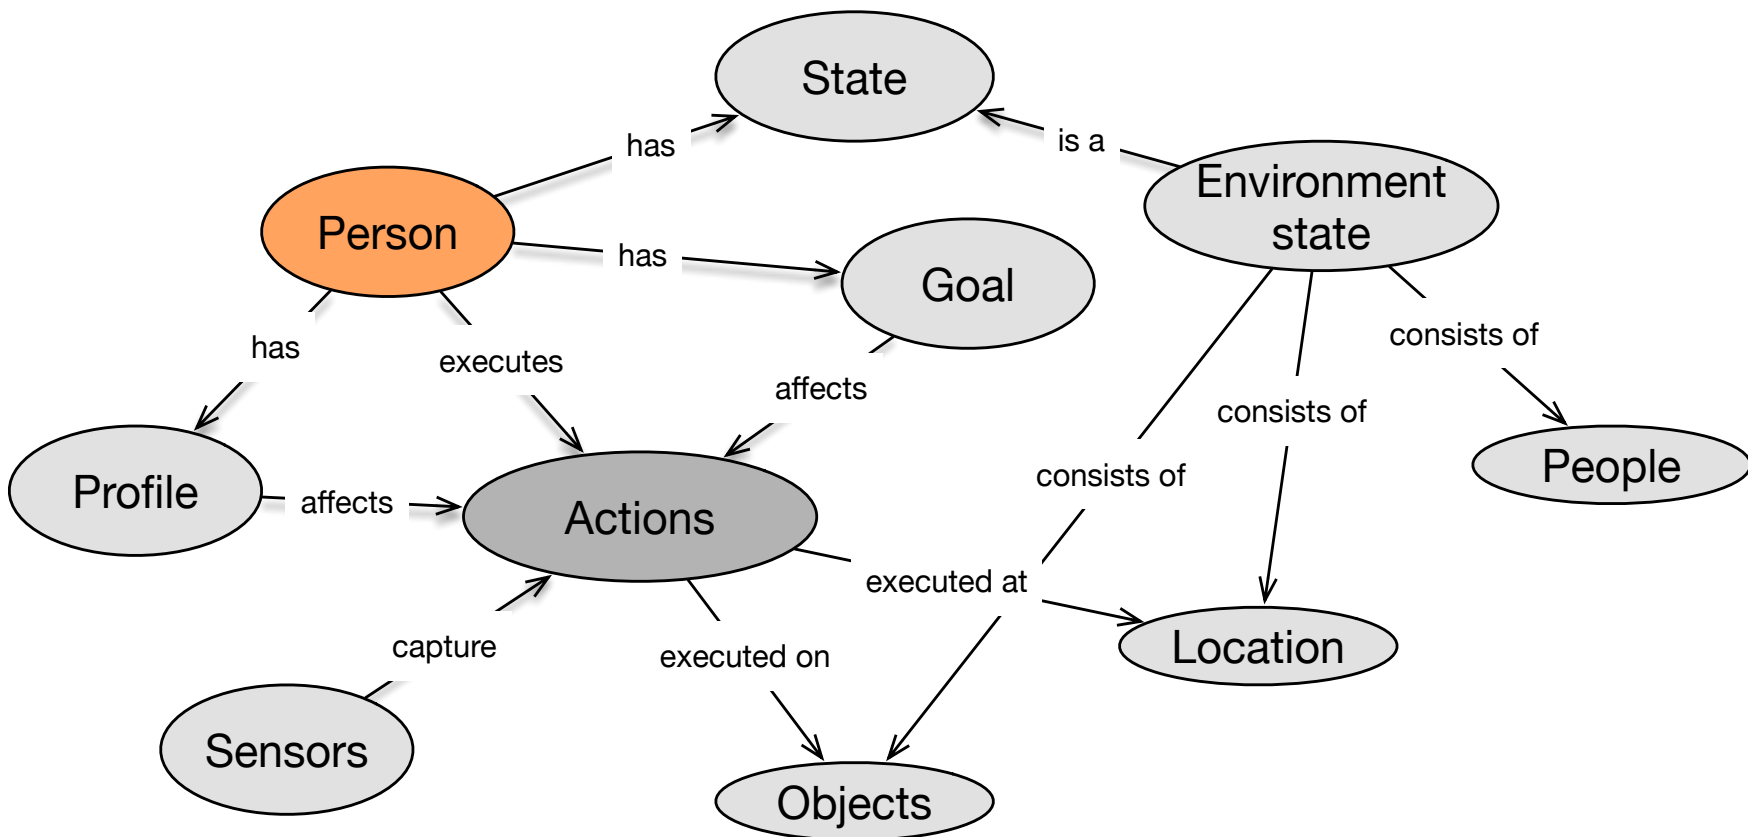 State
has
is a
Environment
state
Person
has
Goal
has
executes
affects
consists of
consists of
consists of
Profile
affects
Actions
People
executed at
capture
executed on
Location
Sensors
Objects